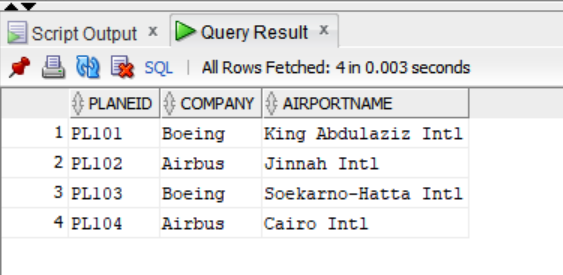 Script Output x Query Result x
SQL | All Rows Fetched: 4 in 0.003 seconds
PLANEID COMPANY AIRPORTNAME
1 PL101 Boeing King Abdulaziz Intl
2 PL102 Airbus Jinnah Intl
3 PL103 Boeing Soekarno-Hatta Intl
4 PL104 Airbus Cairo Intl